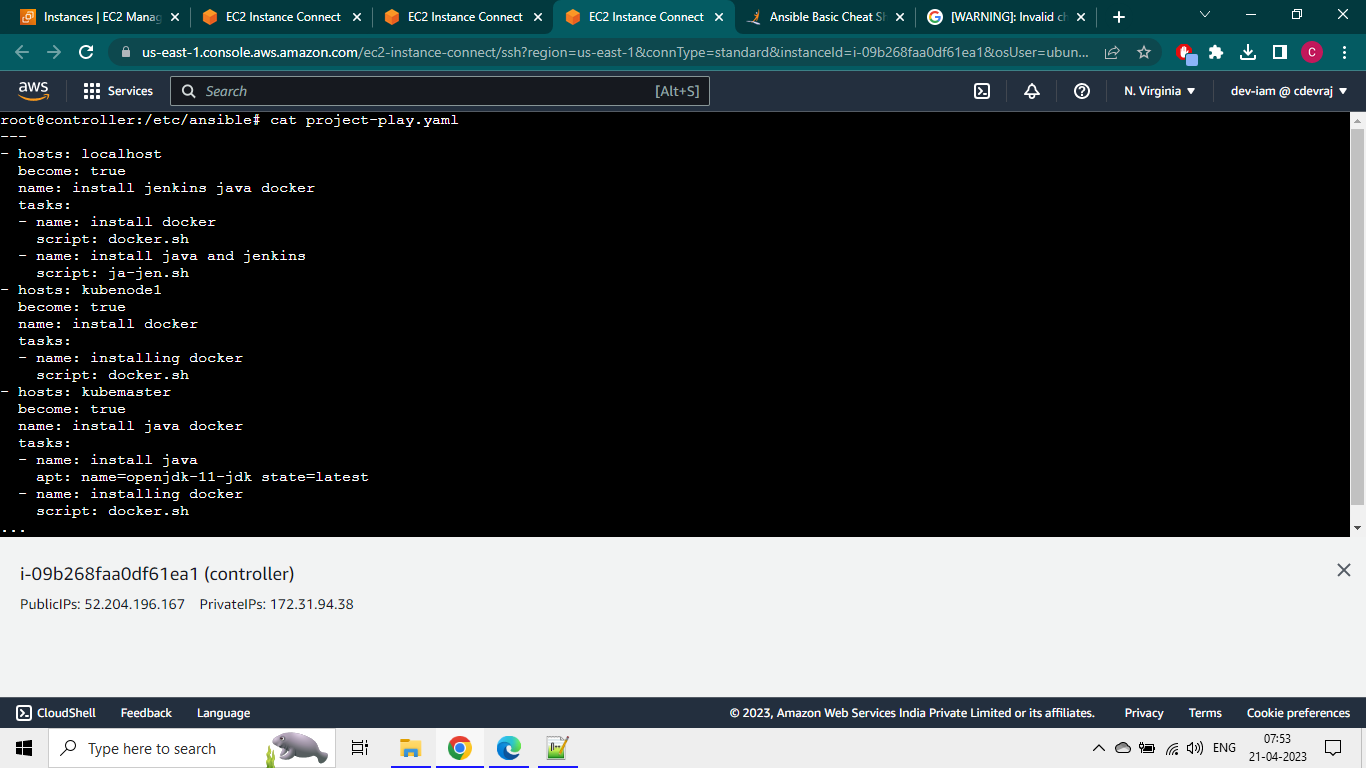 Instances | EC2 Manag
EC2 Instance Connect
EC2 Instance Connect
EC2 Instance Connect
Ansible Basic Cheat Sh
[WARNING]: Invalid ch
us-east-1.console.aws.amazon.com/ec2-instance-connect/ssh?region=us-east-1&connType=standard&instanceId=i-09b268faa0df61ea1&osUser=ubun...
C
aws
Services
Search
[Alt+S]
N. Virginia
dev-iam @ cdevraj
root@controller:/etc/ansible# cat project-play.yaml
---
- hosts: localhost
  become: true
  name: install jenkins java docker
  tasks:
  - name: install docker
    script: docker.sh
  - name: install java and jenkins
    script: ja-jen.sh
- hosts: kubenode1
  become: true
  name: install docker
  tasks:
  - name: installing docker
    script: docker.sh
- hosts: kubemaster
  become: true
  name: install java docker
  tasks:
  - name: install java
    apt: name=openjdk-11-jdk state=latest
  - name: installing docker
    script: docker.sh
...
i-09b268faa0df61ea1 (controller)
PublicIPs: 52.204.196.167 PrivateIPs: 172.31.94.38
CloudShell
Feedback
Language
© 2023, Amazon Web Services India Private Limited or its affiliates.
Privacy
Terms
Cookie preferences
Type here to search
ENG
07:53
21-04-2023